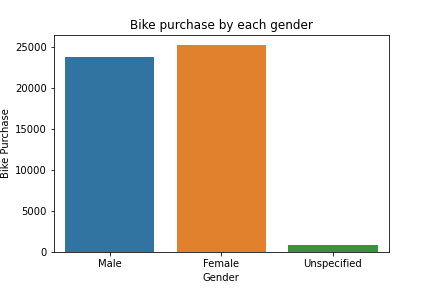 Bike purchase by each gender
25000
20000
15000
10000
5000
0
Bike Purchase
Male Female Unspecified
Gender